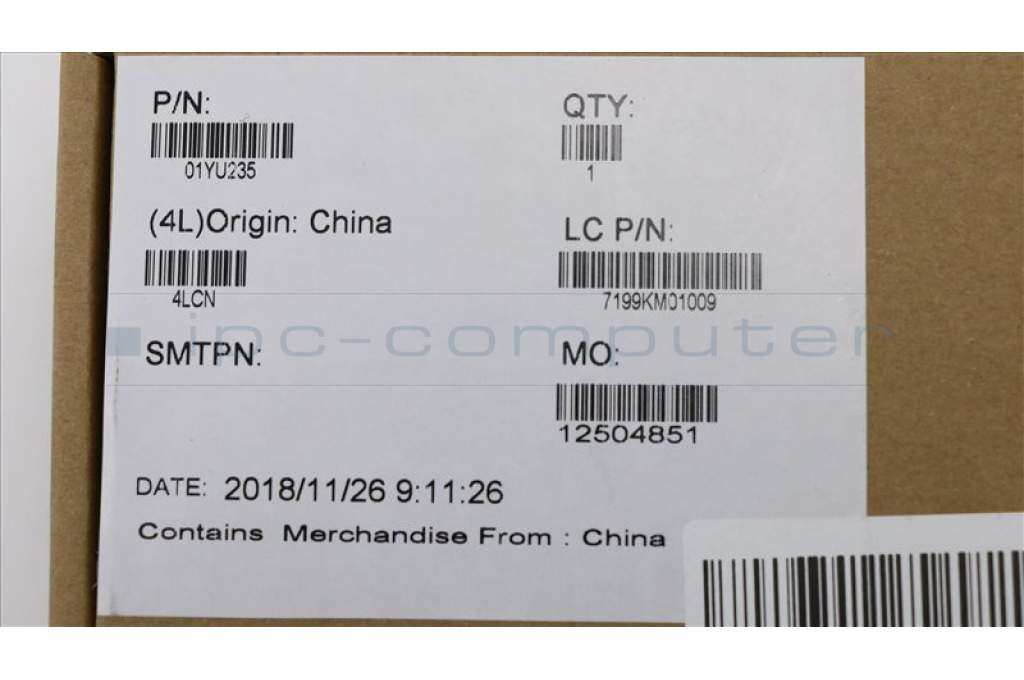 P/N:
01YU235
QTY:
1
(4L)Origin: China
4LCN
LC P/N:
7199KM01009
ipc-computer
SMTPN:
MO:
12504851
DATE: 2018/11/26 9:11:26
Contains Merchandise From : China